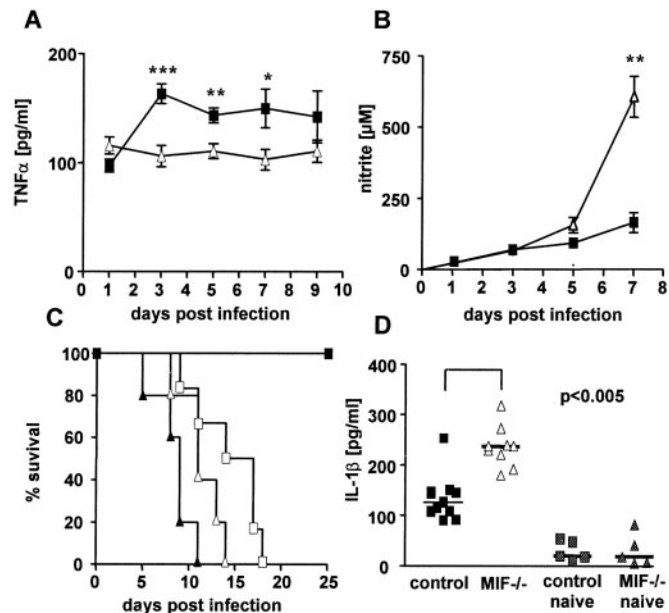 A
TNFα [pg/ml]
200
100
0
***
**
*
0 1 2 3 4 5 6 7 8 9 10
days post infection
B
nitrite [µM]
750
500
250
0
**
0 1 2 3 4 5 6 7 8
days post infection
C
% suvival
100
80
60
40
20
0
0 5 10 15 20 25
days post infection
D
IL-1β [pg/ml]
400
300
200
100
0
p<0.005
control MIF-/- control naive MIF-/- naive